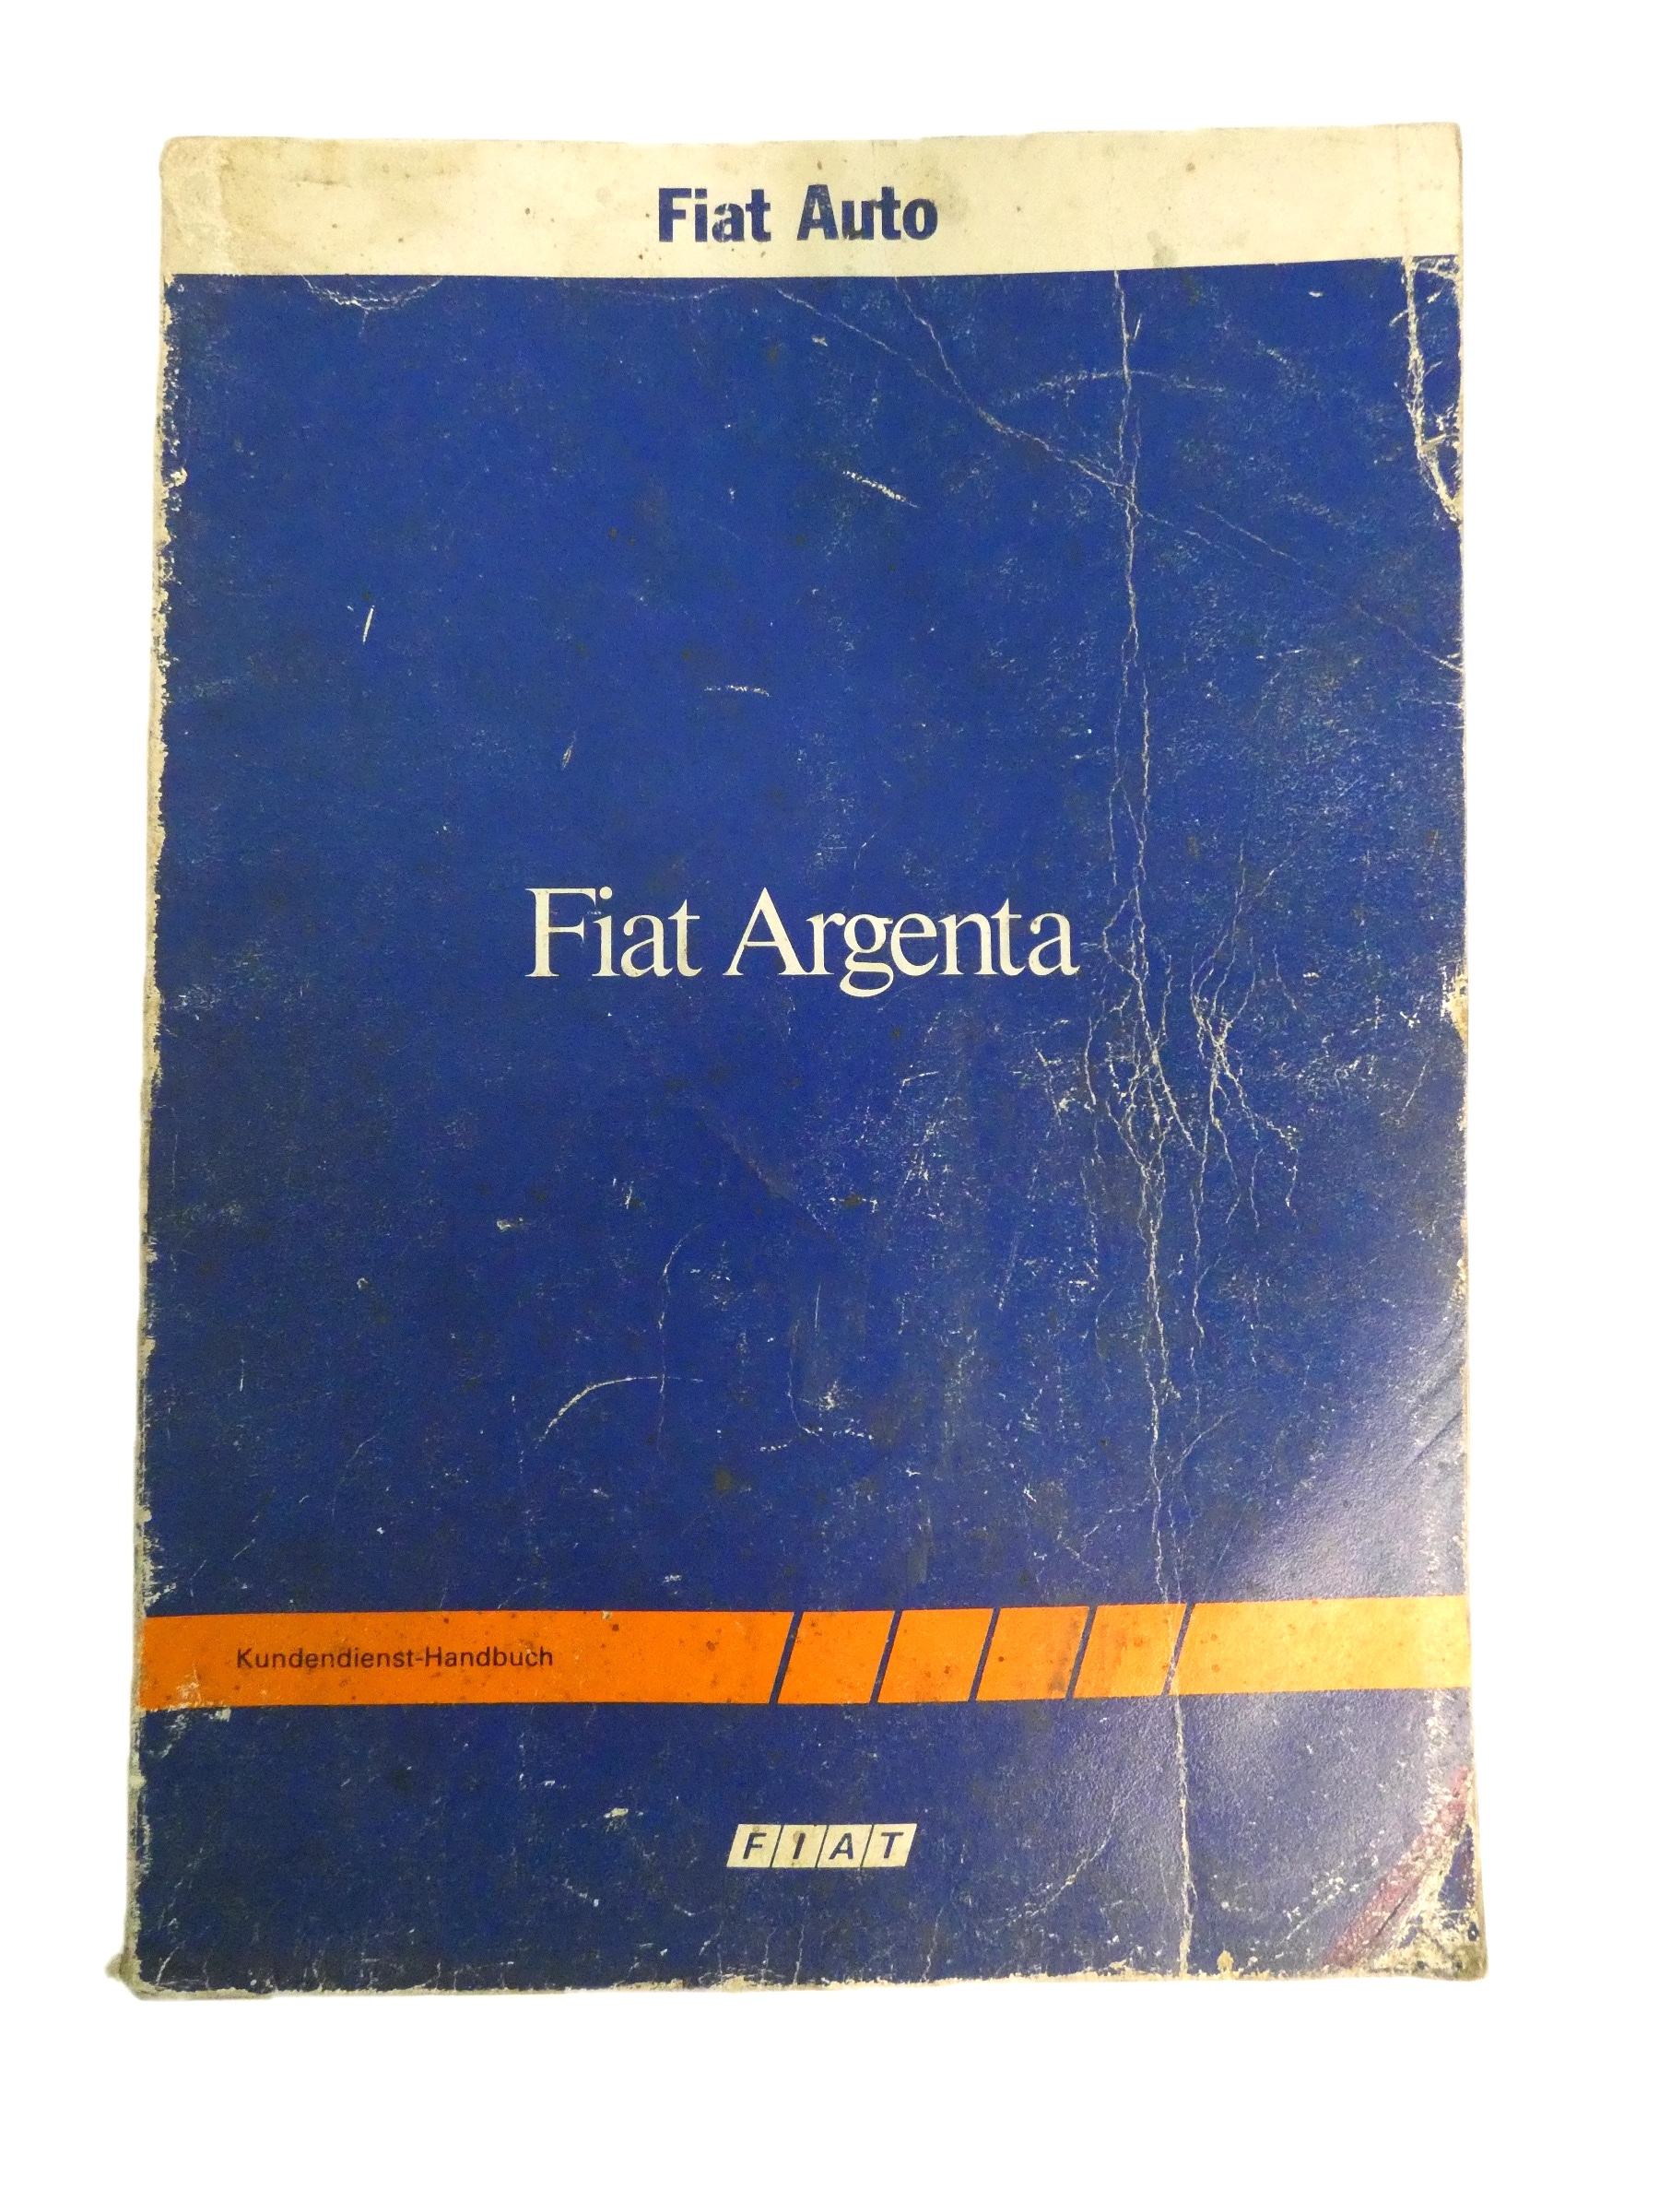 Fiat Auto
Fiat Argenta
Kundendienst-Handbuch
FIAT